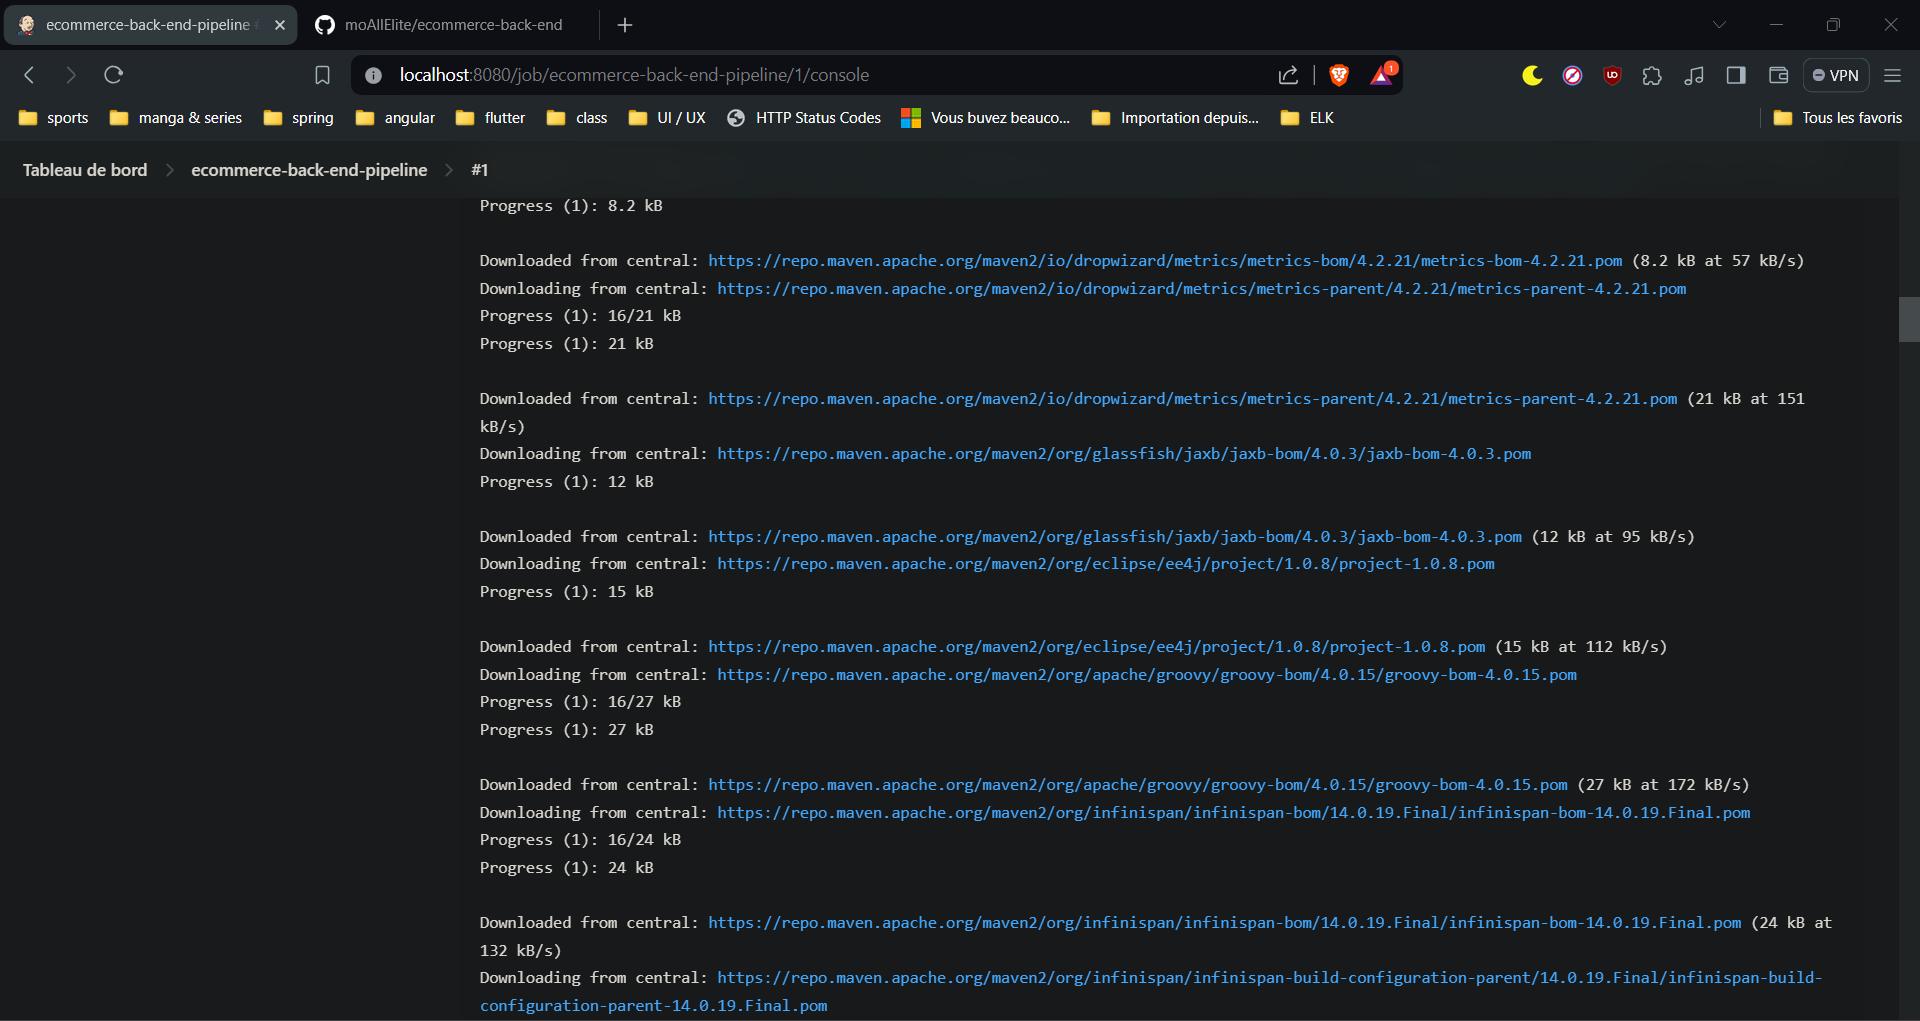 ecommerce-back-end-pipeline
moAllElite/ecommerce-back-end
localhost:8080/job/ecommerce-back-end-pipeline/1/console
1
VPN
sports
manga & series
spring
angular
flutter
class
UI / UX
HTTP Status Codes
Vous buvez beauco...
Importation depuis...
ELK
Tous les favoris
Tableau de bord
ecommerce-back-end-pipeline
#1
Progress (1): 8.2 kB
Downloaded from central: https://repo.maven.apache.org/maven2/io/dropwizard/metrics/metrics-bom/4.2.21/metrics-bom-4.2.21.pom (8.2 kB at 57 kB/s)
Downloading from central: https://repo.maven.apache.org/maven2/io/dropwizard/metrics/metrics-parent/4.2.21/metrics-parent-4.2.21.pom
Progress (1): 16/21 kB
Progress (1): 21 kB
Downloaded from central: https://repo.maven.apache.org/maven2/io/dropwizard/metrics/metrics-parent/4.2.21/metrics-parent-4.2.21.pom (21 kB at 151
kB/s)
Downloading from central: https://repo.maven.apache.org/maven2/org/glassfish/jaxb/jaxb-bom/4.0.3/jaxb-bom-4.0.3.pom
Progress (1): 12 kB
Downloaded from central: https://repo.maven.apache.org/maven2/org/glassfish/jaxb/jaxb-bom/4.0.3/jaxb-bom-4.0.3.pom (12 kB at 95 kB/s)
Downloading from central: https://repo.maven.apache.org/maven2/org/eclipse/ee4j/project/1.0.8/project-1.0.8.pom
Progress (1): 15 kB
Downloaded from central: https://repo.maven.apache.org/maven2/org/eclipse/ee4j/project/1.0.8/project-1.0.8.pom (15 kB at 112 kB/s)
Downloading from central: https://repo.maven.apache.org/maven2/org/apache/groovy/groovy-bom/4.0.15/groovy-bom-4.0.15.pom
Progress (1): 16/27 kB
Progress (1): 27 kB
Downloaded from central: https://repo.maven.apache.org/maven2/org/apache/groovy/groovy-bom/4.0.15/groovy-bom-4.0.15.pom (27 kB at 172 kB/s)
Downloading from central: https://repo.maven.apache.org/maven2/org/infinispan/infinispan-bom/14.0.19.Final/infinispan-bom-14.0.19.Final.pom
Progress (1): 16/24 kB
Progress (1): 24 kB
Downloaded from central: https://repo.maven.apache.org/maven2/org/infinispan/infinispan-bom/14.0.19.Final/infinispan-bom-14.0.19.Final.pom (24 kB at
132 kB/s)
Downloading from central: https://repo.maven.apache.org/maven2/org/infinispan/infinispan-build-configuration-parent/14.0.19.Final/infinispan-build-
configuration-parent-14.0.19.Final.pom